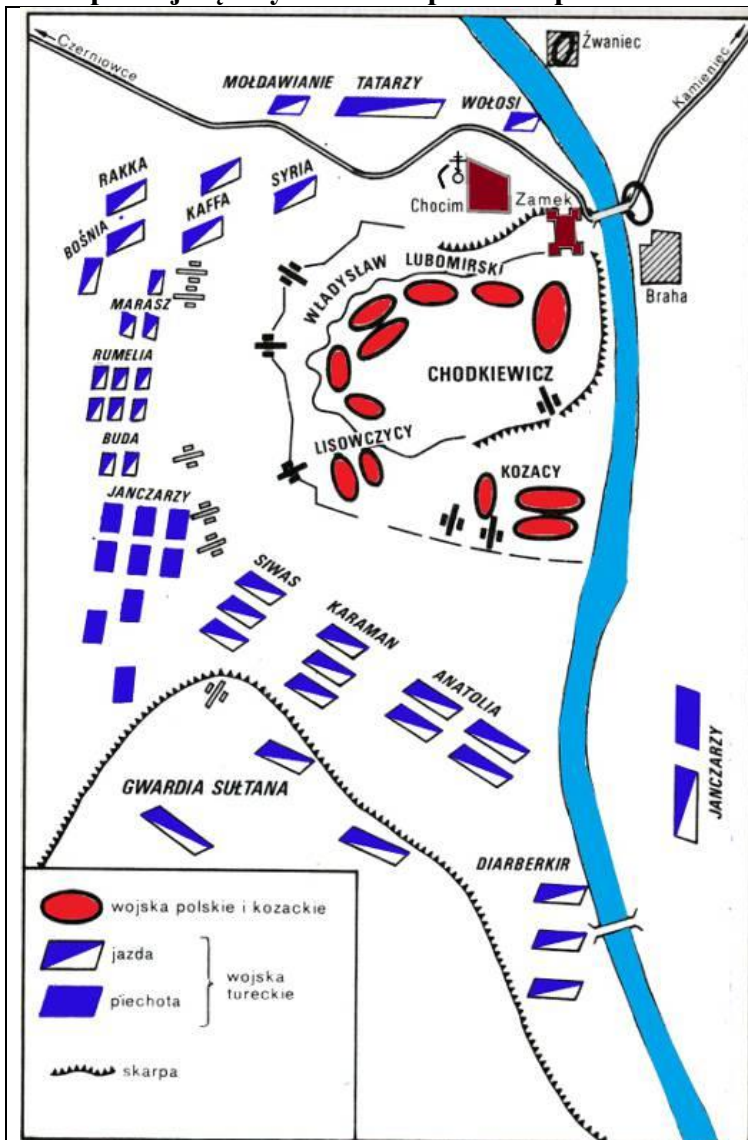 Żwaniec
Czerniowce
Kamieniec
MOŁDAWIANIE
TATARZY
WOŁOSI
RAKKA
SYRIA
KAFFA
BOŚNIA
Chocim
Zamek
Braha
WŁADYSŁAW
LUBOMIRSKI
MARASZ
RUMELIA
CHODKIEWICZ
BUDA
LISOWCZYCY
KOZACY
JANCZARZY
SIWAS
KARAMAN
ANATOLIA
JANCZARZY
GWARDIA SUŁTANA
DIARBERKIR
wojska polskie i kozackie
jazda
piechota
wojska
tureckie
skarpa